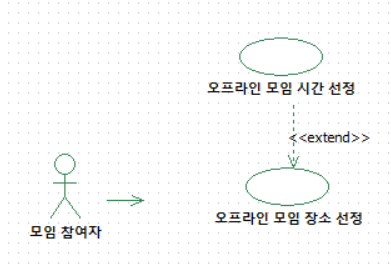 오프라인 모임 시간 선정
<<extend>>
오프라인 모임 장소 선정
모임 참여자